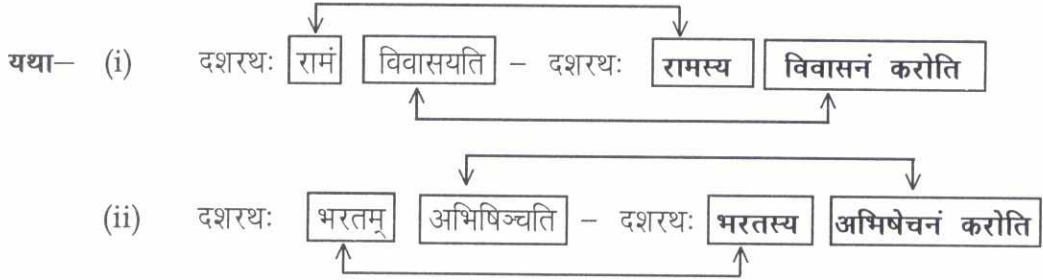 यथा– (i) दशरथः रामं विवासयति – दशरथः रामस्य विवासनं करोति
(ii) दशरथः भरतम् अभिषिञ्चति – दशरथः भरतस्य अभिषेचनं करोति